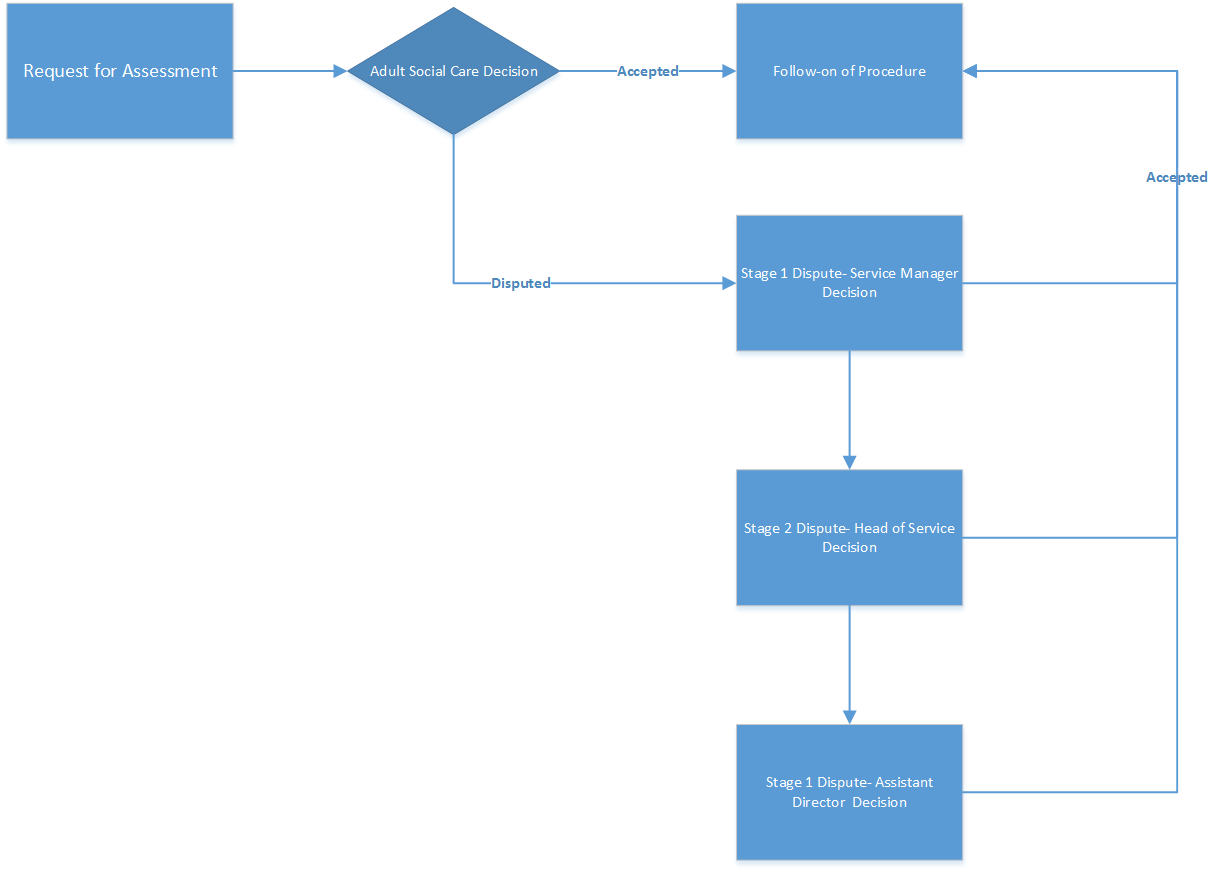 Request for Assessment
Adult Social Care Decision
Accepted
Follow-on of Procedure
Accepted
Disputed
Stage 1 Dispute- Service Manager
Decision
Stage 2 Dispute- Head of Service
Decision
Stage 1 Dispute- Assistant
Director  Decision